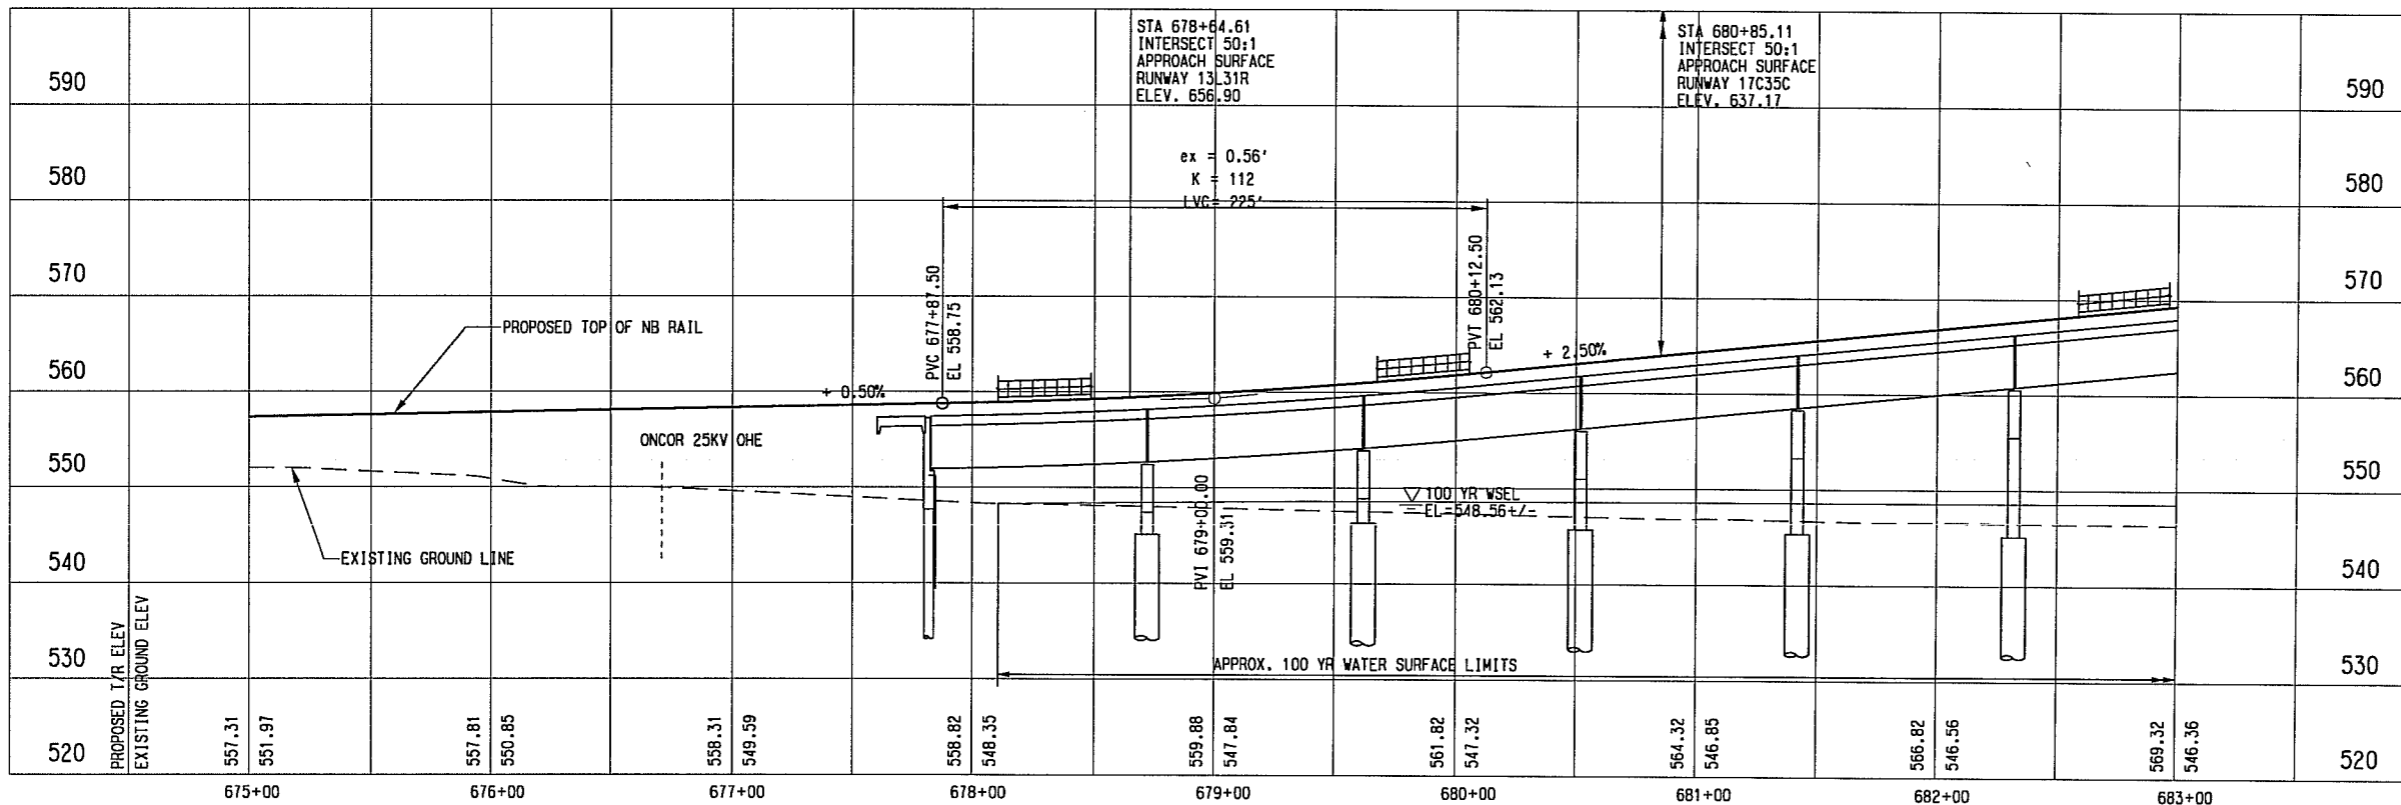 STA 678+64.61
INTERSECT 50:1
APPROACH SURFACE
RUNWAY 13L31R
ELEV. 656.90
STA 680+85.11
INTERSECT 50:1
APPROACH SURFACE
RUNWAY 17C35C
ELEV. 637.17
590
590
ex = 0.56'
K = 112
LVC= 225'
580
580
570
570
PVC 677+87.50
EL 558.75
PVT 680+12.50
EL 562.13
PROPOSED TOP OF NB RAIL
+ 0.50%
+ 2.50%
560
560
ONCOR 25KV OHE
550
550
100 YR WSEL
EL=548.56+/-
PVI 679+00.00
EL 559.31
EXISTING GROUND LINE
540
540
530
530
APPROX. 100 YR WATER SURFACE LIMITS
PROPOSED T/R ELEV
EXISTING GROUND ELEV
557.31
551.97
557.81
550.85
558.31
549.59
558.82
548.35
559.88
547.84
561.82
547.32
564.32
546.85
566.82
546.56
569.32
546.36
520
520
675+00
676+00
677+00
678+00
679+00
680+00
681+00
682+00
683+00